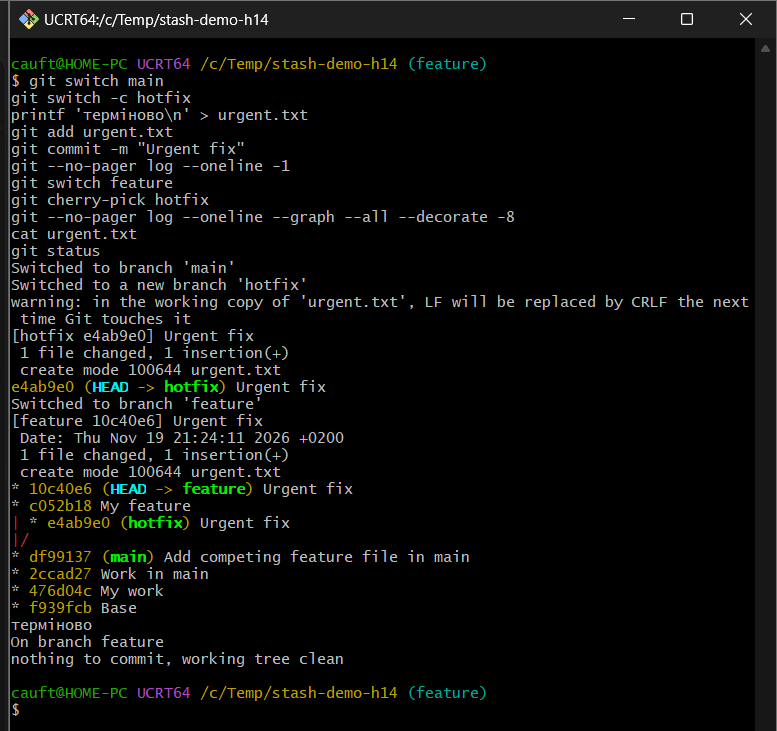 UCRT64:/c/Temp/stash-demo-h14
cauft@HOME-PC UCRT64 /c/Temp/stash-demo-h14 (feature)
$ git switch main
git switch -c hotfix
printf 'терміново\n' > urgent.txt
git add urgent.txt
git commit -m "Urgent fix"
git --no-pager log --oneline -1
git switch feature
git cherry-pick hotfix
git --no-pager log --oneline --graph --all --decorate -8
cat urgent.txt
git status
Switched to branch 'main'
Switched to a new branch 'hotfix'
warning: in the working copy of 'urgent.txt', LF will be replaced by CRLF the next
 time Git touches it
[hotfix e4ab9e0] Urgent fix
 1 file changed, 1 insertion(+)
 create mode 100644 urgent.txt
e4ab9e0 (HEAD -> hotfix) Urgent fix
Switched to branch 'feature'
[feature 10c40e6] Urgent fix
 Date: Thu Nov 19 21:24:11 2026 +0200
 1 file changed, 1 insertion(+)
 create mode 100644 urgent.txt
* 10c40e6 (HEAD -> feature) Urgent fix
* c052b18 My feature
| * e4ab9e0 (hotfix) Urgent fix
|/
* df99137 (main) Add competing feature file in main
* 2ccad27 Work in main
* 476d04c My work
* f939fcb Base
терміново
On branch feature
nothing to commit, working tree clean
cauft@HOME-PC UCRT64 /c/Temp/stash-demo-h14 (feature)
$